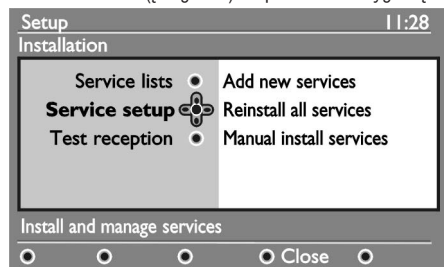 Setup 11:28
Installation
Service lists Add new services
Service setup Reinstall all services
Test reception Manual install services
Install and manage services
Close